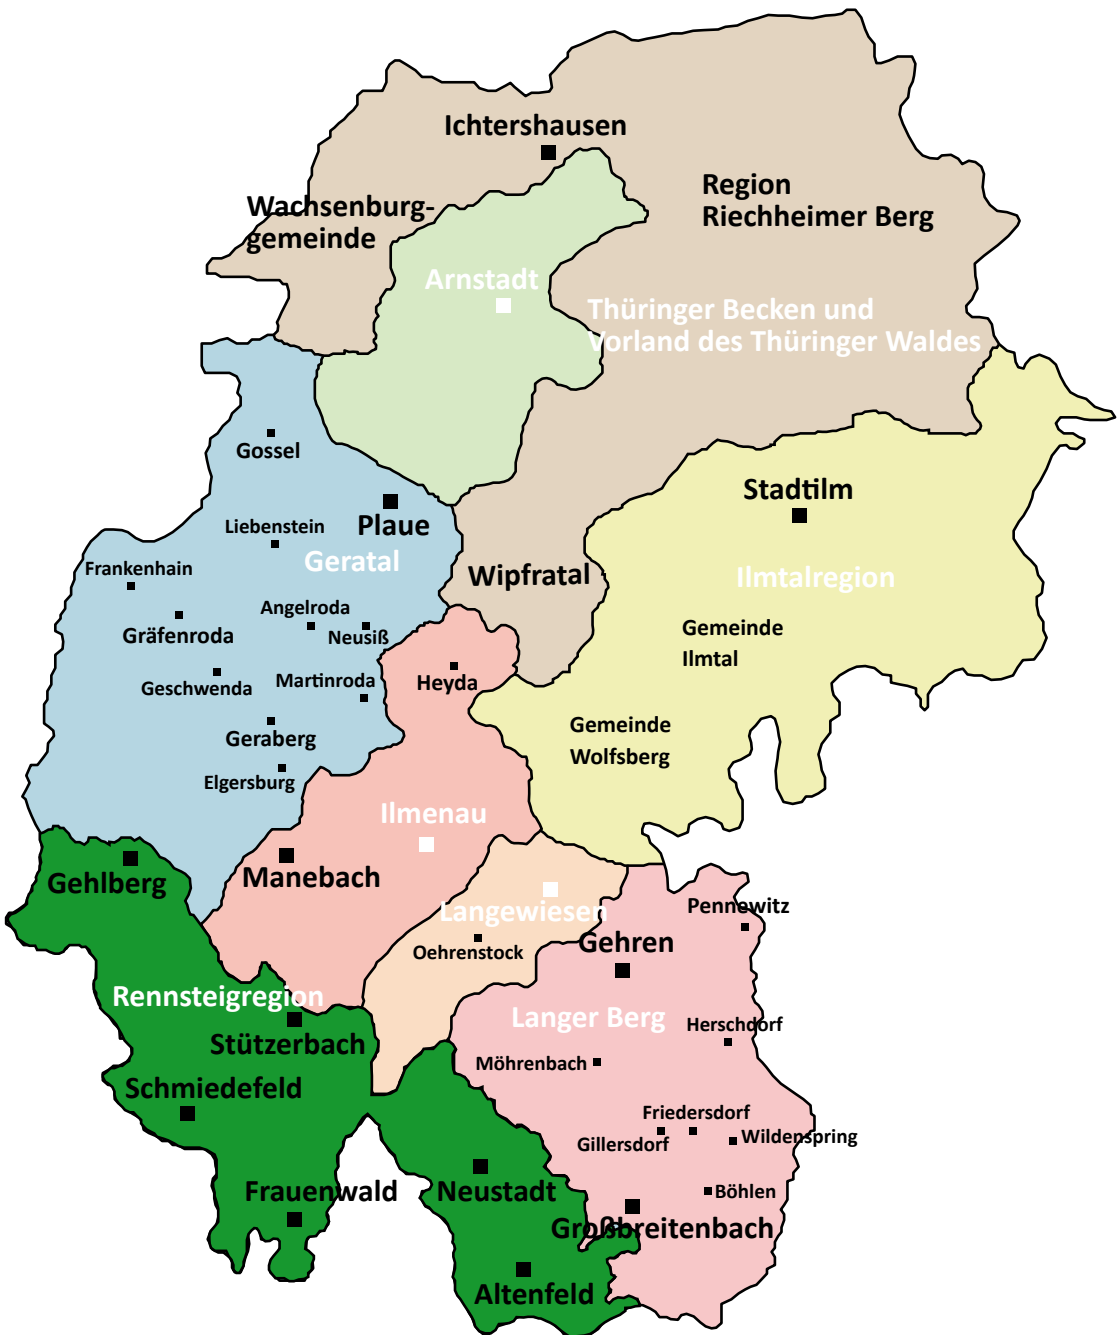 Ichtershausen
Region
Riechheimer Berg
Wachsenburg-
gemeinde
Arnstadt
Thüringer Becken und
Vorland des Thüringer Waldes
Gossel
Stadtilm
Plaue
Liebenstein
Geratal
Frankenhain
Wipfratal
Ilmtalregion
Angelroda
Gräfenroda
Neusiß
Gemeinde
Ilmtal
Geschwenda
Martinroda
Heyda
Geraberg
Gemeinde
Wolfsberg
Elgersburg
Ilmenau
Gehlberg
Manebach
Langewiesen
Pennewitz
Oehrenstock
Gehren
Rennsteigregion
Langer Berg
Herschdorf
Stützerbach
Möhrenbach
Schmiedefeld
Friedersdorf
Gillersdorf
Wildenspring
Frauenwald
Neustadt
Böhlen
Großbreitenbach
Altenfeld